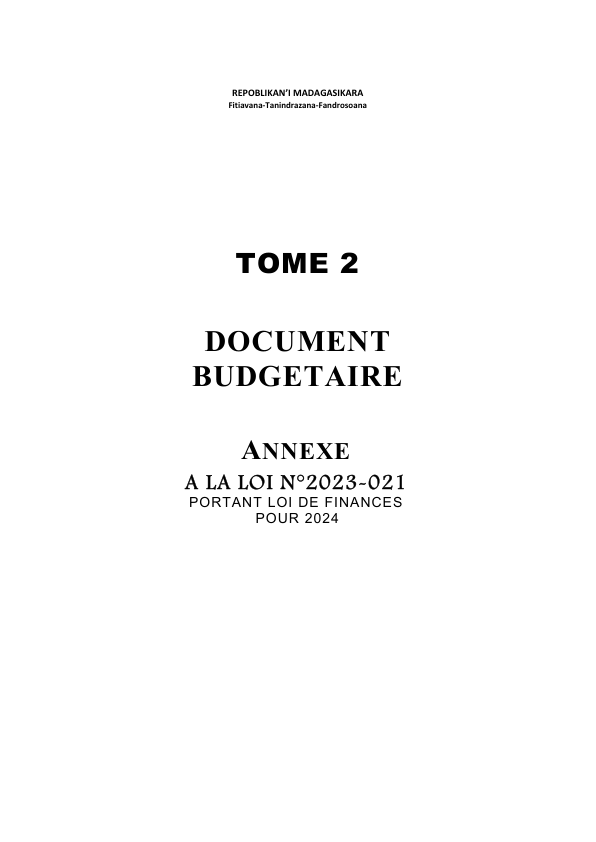 REPOBLIKAN’I MADAGASIKARA
Fitiavana-Tanindrazana-Fandrosoana
TOME 2
DOCUMENT
BUDGETAIRE
ANNEXE
A LA LOI N°2023-021
PORTANT LOI DE FINANCES
POUR 2024